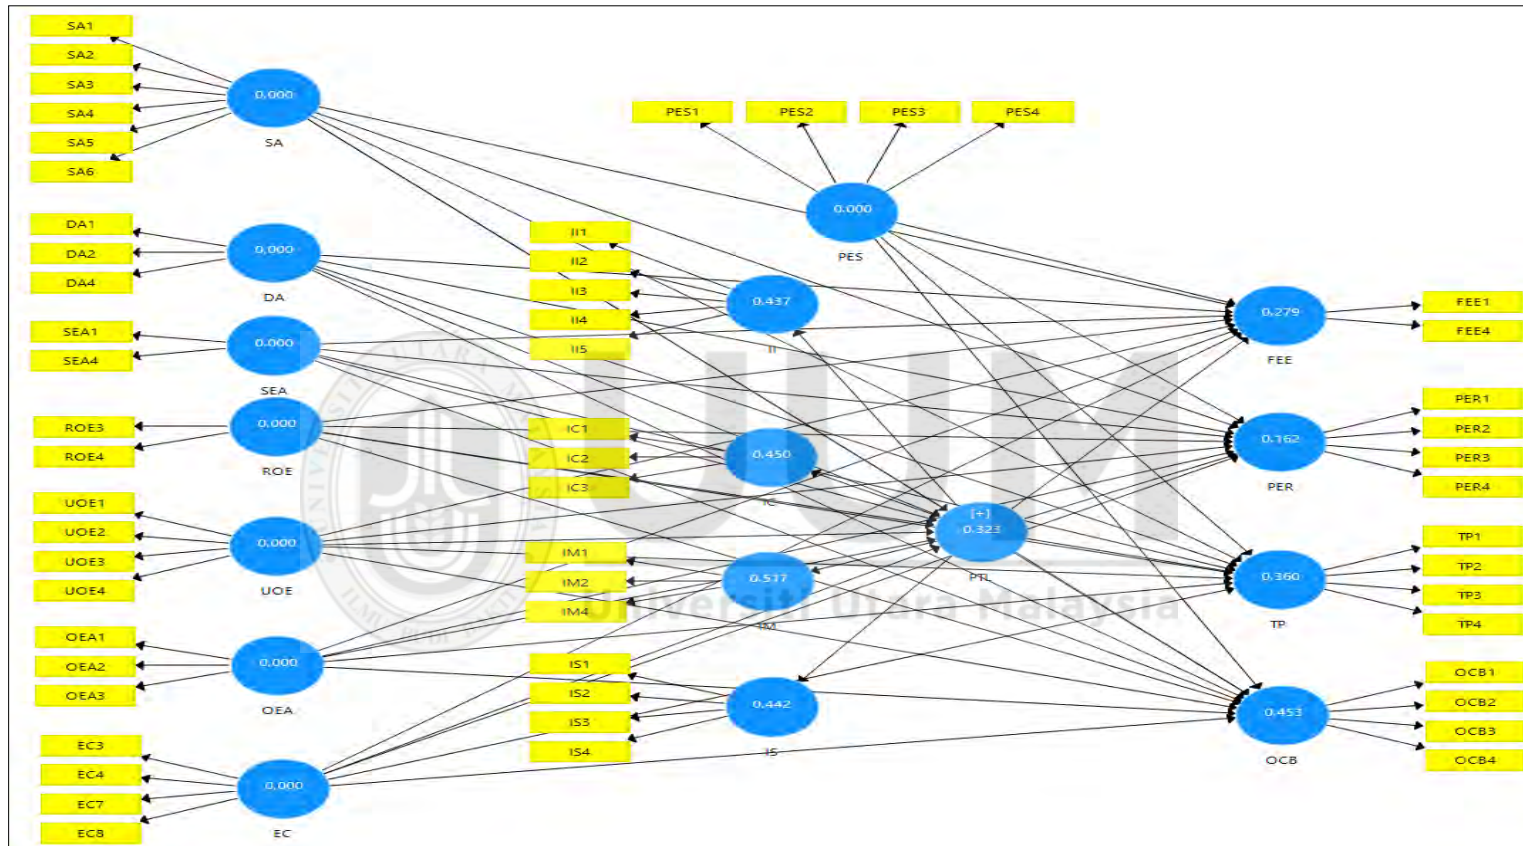 SA1
SA2
SA3
SA4
SA5
SA6
0.000
SA
DA1
DA2
DA4
0.000
DA
SEA1
SEA4
0.000
SEA
ROE3
ROE4
0.000
ROE
UOE1
UOE2
UOE3
UOE4
0.000
UOE
OEA1
OEA2
OEA3
0.000
OEA
EC3
EC4
EC7
EC8
0.000
EC
PES1
PES2
PES3
PES4
0.000
PES
II1
II2
II3
II4
II5
0.437
II
IC1
IC2
IC3
0.450
IC
IM1
IM2
IM4
0.517
IM
IS1
IS2
IS3
IS4
0.442
IS
[+]
0.323
PTL
0.279
FEE
FEE1
FEE4
0.162
PER
PER1
PER2
PER3
PER4
0.360
TP
TP1
TP2
TP3
TP4
0.453
OCB
OCB1
OCB2
OCB3
OCB4
UUM
Universiti Utara Malaysia
UNIVERSITI UTARA MALAYSIA